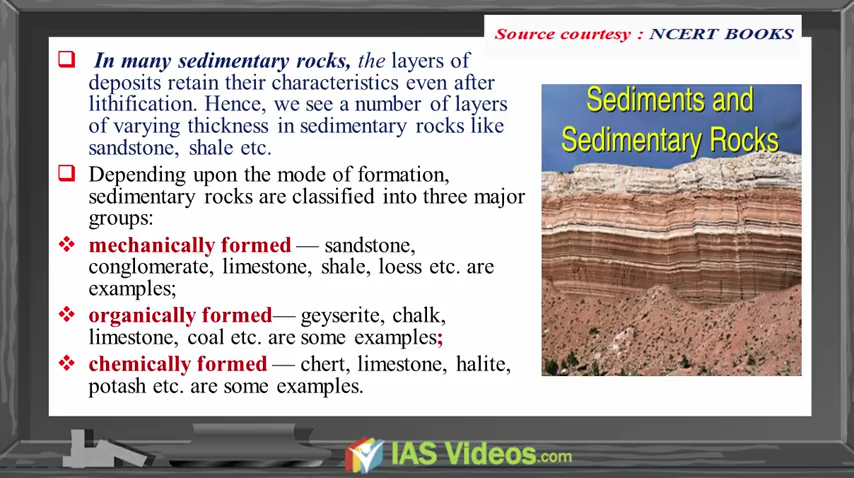 Source courtesy : NCERT BOOKS
In many sedimentary rocks, the layers of
deposits retain their characteristics even after
lithification. Hence, we see a number of layers
of varying thickness in sedimentary rocks like
sandstone, shale etc.
Depending upon the mode of formation,
sedimentary rocks are classified into three major
groups:
mechanically formed — sandstone,
conglomerate, limestone, shale, loess etc. are
examples;
organically formed— geyserite, chalk,
limestone, coal etc. are some examples;
chemically formed — chert, limestone, halite,
potash etc. are some examples.
Sediments and
Sedimentary Rocks
IAS Videos.com